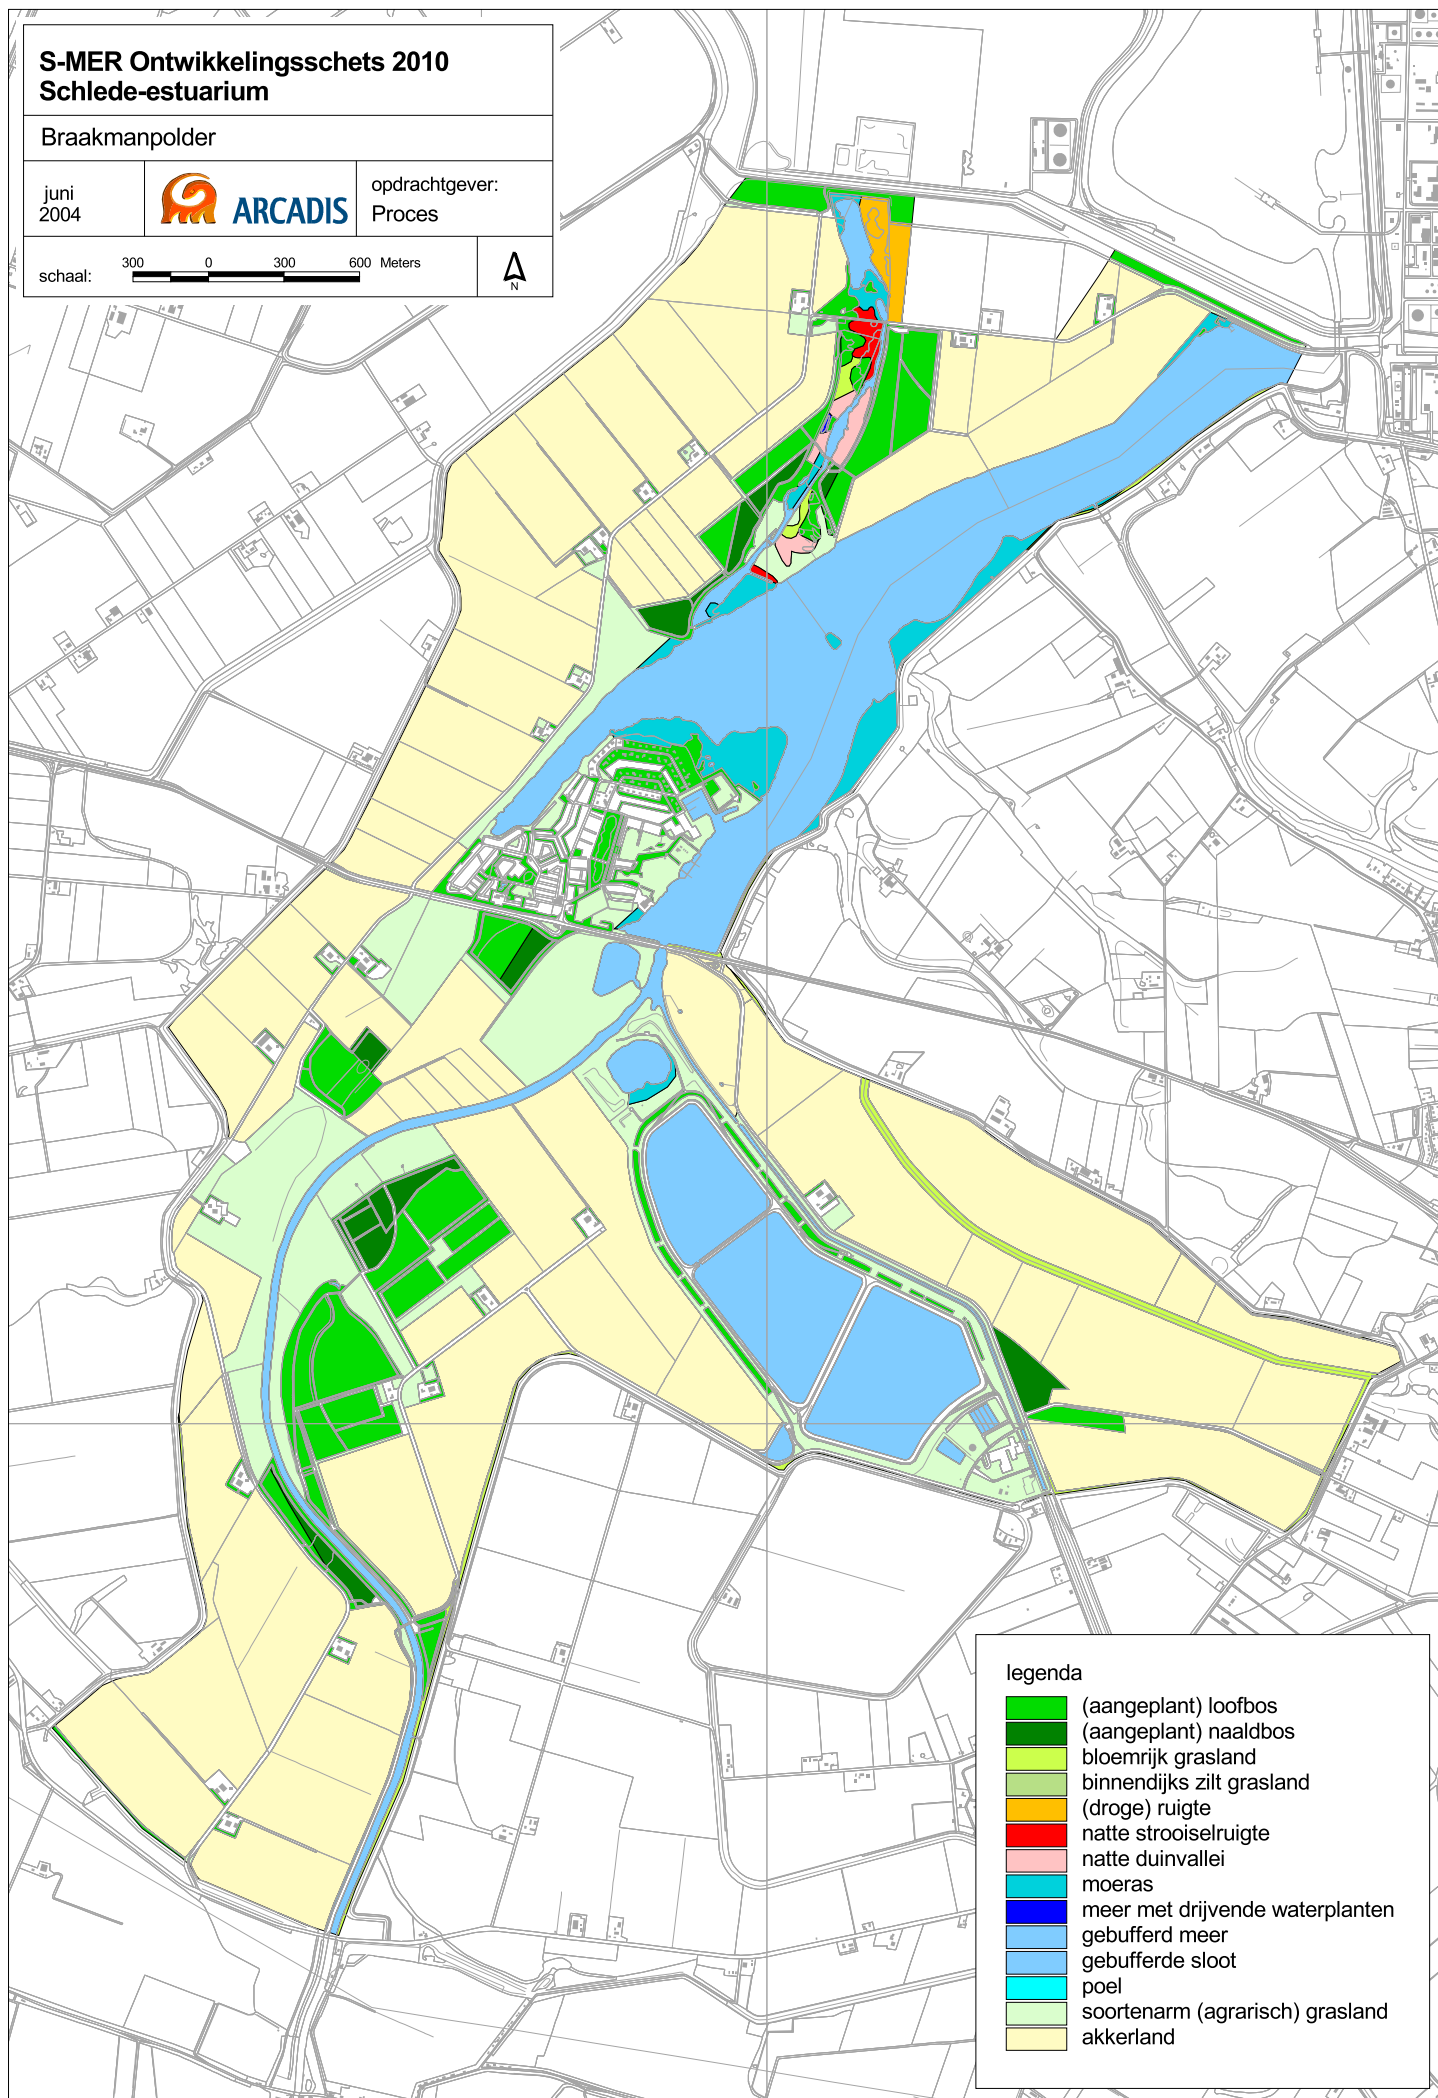 S-MER Ontwikkelingsschets 2010
Schlede-estuarium
Braakmanpolder
juni
2004
ARCADIS
opdrachtgever:
Proces
schaal:
300 0 300 600 Meters
N
legenda
(aangeplant) loofbos
(aangeplant) naaldbos
bloemrijk grasland
binnendijks zilt grasland
(droge) ruigte
natte strooiselruigte
natte duinvallei
moeras
meer met drijvende waterplanten
gebufferd meer
gebufferde sloot
poel
soortenarm (agrarisch) grasland
akkerland